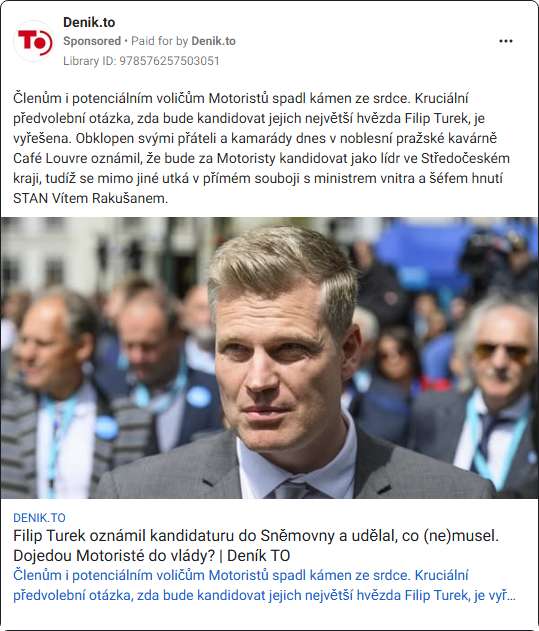 Denik.to
Sponsored • Paid for by Denik.to
Library ID: 978576257503051
TO
Členům i potenciálním voličům Motoristů spadl kámen ze srdce. Kruciální
předvolební otázka, zda bude kandidovat jejich největší hvězda Filip Turek, je
vyřešena. Obklopen svými přáteli a kamarády dnes v noblesní pražské kavárně
Café Louvre oznámil, že bude za Motoristy kandidovat jako lídr ve Středočeském
kraji, tudíž se mimo jiné utká v přímém souboji s ministrem vnitra a šéfem hnutí
STAN Vítem Rakušanem.
DENIK.TO
Filip Turek oznámil kandidaturu do Sněmovny a udělal, co (ne)musel.
Dojedou Motoristé do vlády? | Deník TO
Členům i potenciálním voličům Motoristů spadl kámen ze srdce. Kruciální
předvolební otázka, zda bude kandidovat jejich největší hvězda Filip Turek, je vyř…